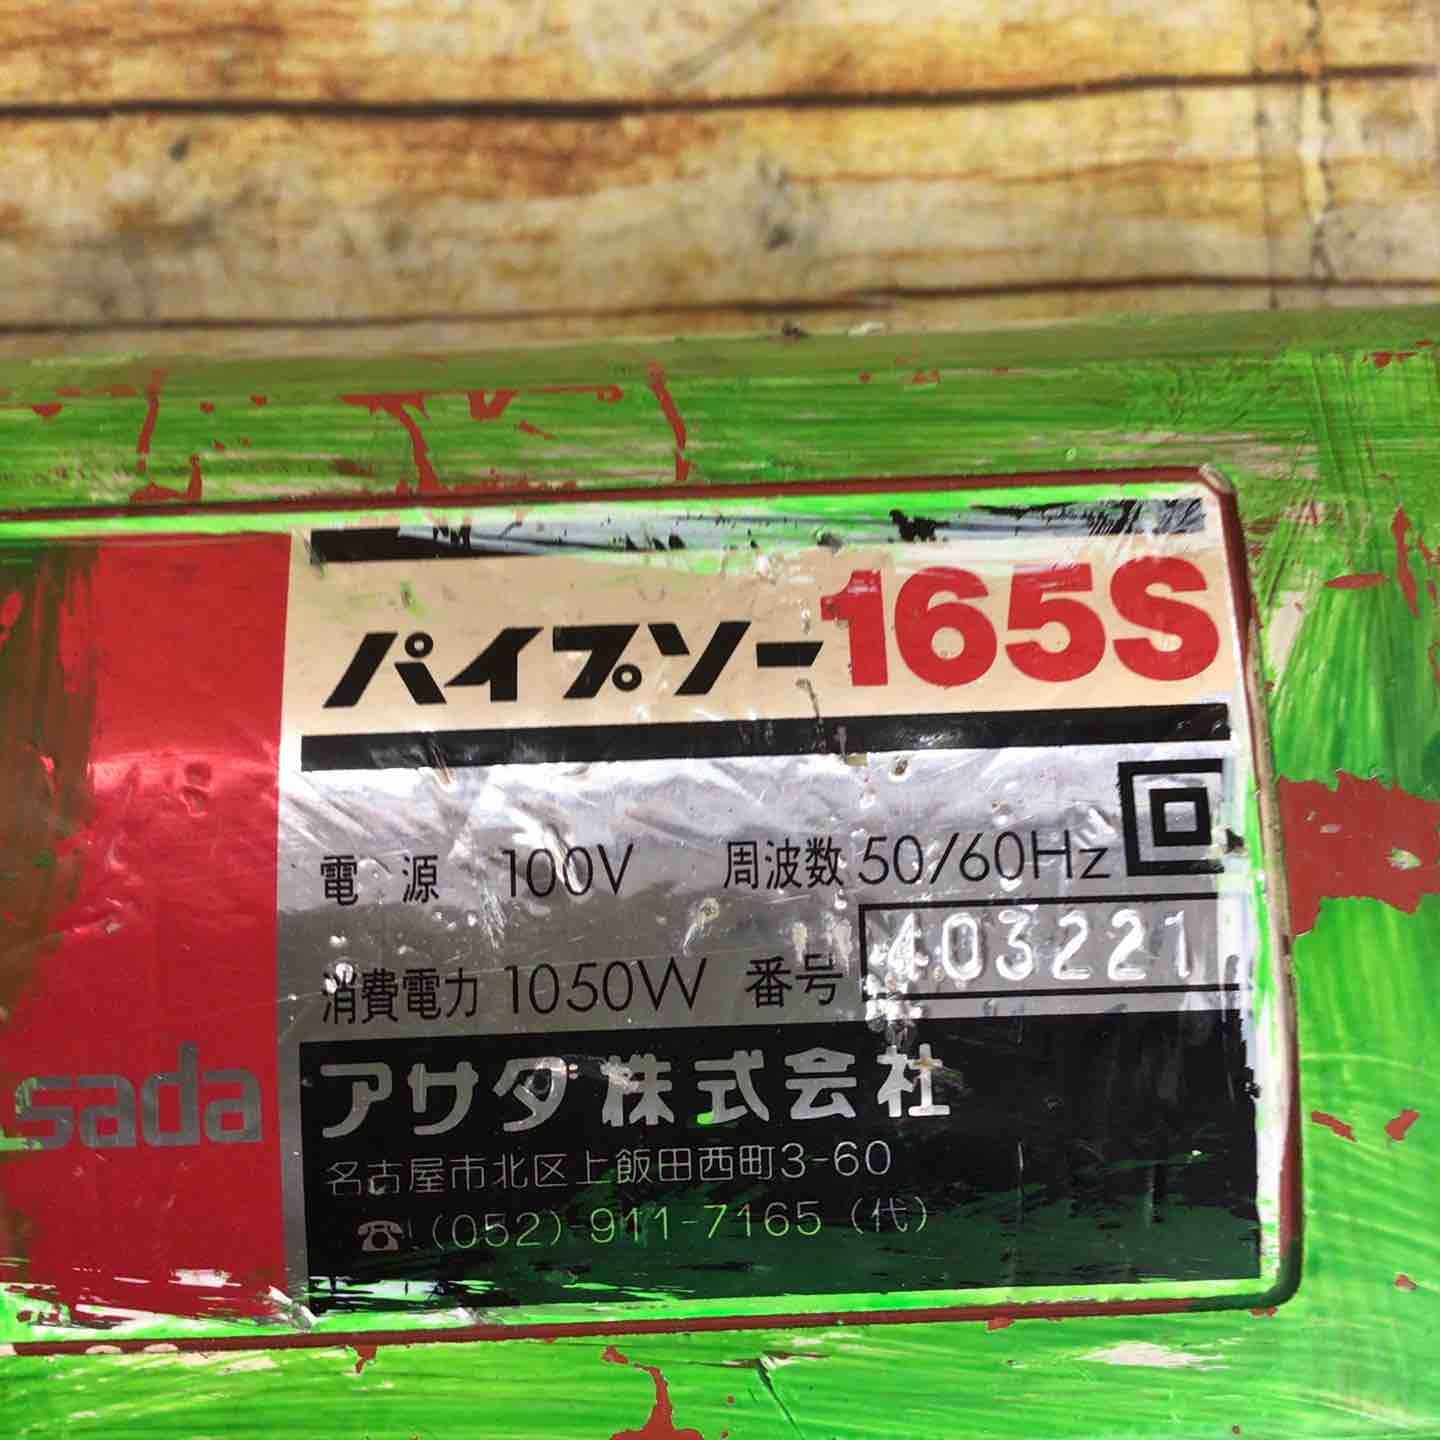 パイプソー165S
電源 100V 周波数 50/60Hz
消費電力 1050W 番号 403221
sada
アサダ株式会社
名古屋市北区上飯田西町3-60
☎ (052)-911-7165 (代)